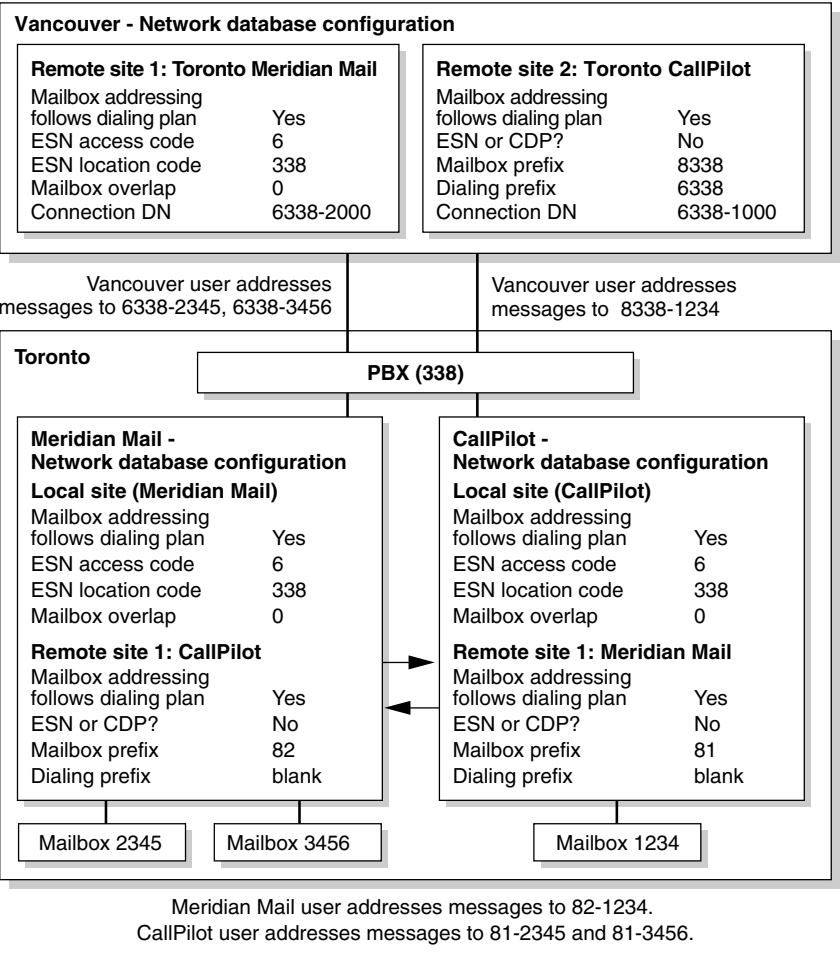 Vancouver - Network database configuration
Remote site 1: Toronto Meridian Mail
Mailbox addressing
follows dialing plan Yes
ESN access code 6
ESN location code 338
Mailbox overlap 0
Connection DN 6338-2000
Remote site 2: Toronto CallPilot
Mailbox addressing
follows dialing plan Yes
ESN or CDP? No
Mailbox prefix 8338
Dialing prefix 6338
Connection DN 6338-1000
Vancouver user addresses
messages to 6338-2345, 6338-3456
Vancouver user addresses
messages to 8338-1234
Toronto
PBX (338)
Meridian Mail -
Network database configuration
Local site (Meridian Mail)
Mailbox addressing
follows dialing plan Yes
ESN access code 6
ESN location code 338
Mailbox overlap 0
Remote site 1: CallPilot
Mailbox addressing
follows dialing plan Yes
ESN or CDP? No
Mailbox prefix 82
Dialing prefix blank
CallPilot -
Network database configuration
Local site (CallPilot)
Mailbox addressing
follows dialing plan Yes
ESN access code 6
ESN location code 338
Mailbox overlap 0
Remote site 1: Meridian Mail
Mailbox addressing
follows dialing plan Yes
ESN or CDP? No
Mailbox prefix 81
Dialing prefix blank
Mailbox 2345
Mailbox 3456
Mailbox 1234
Meridian Mail user addresses messages to 82-1234.
CallPilot user addresses messages to 81-2345 and 81-3456.